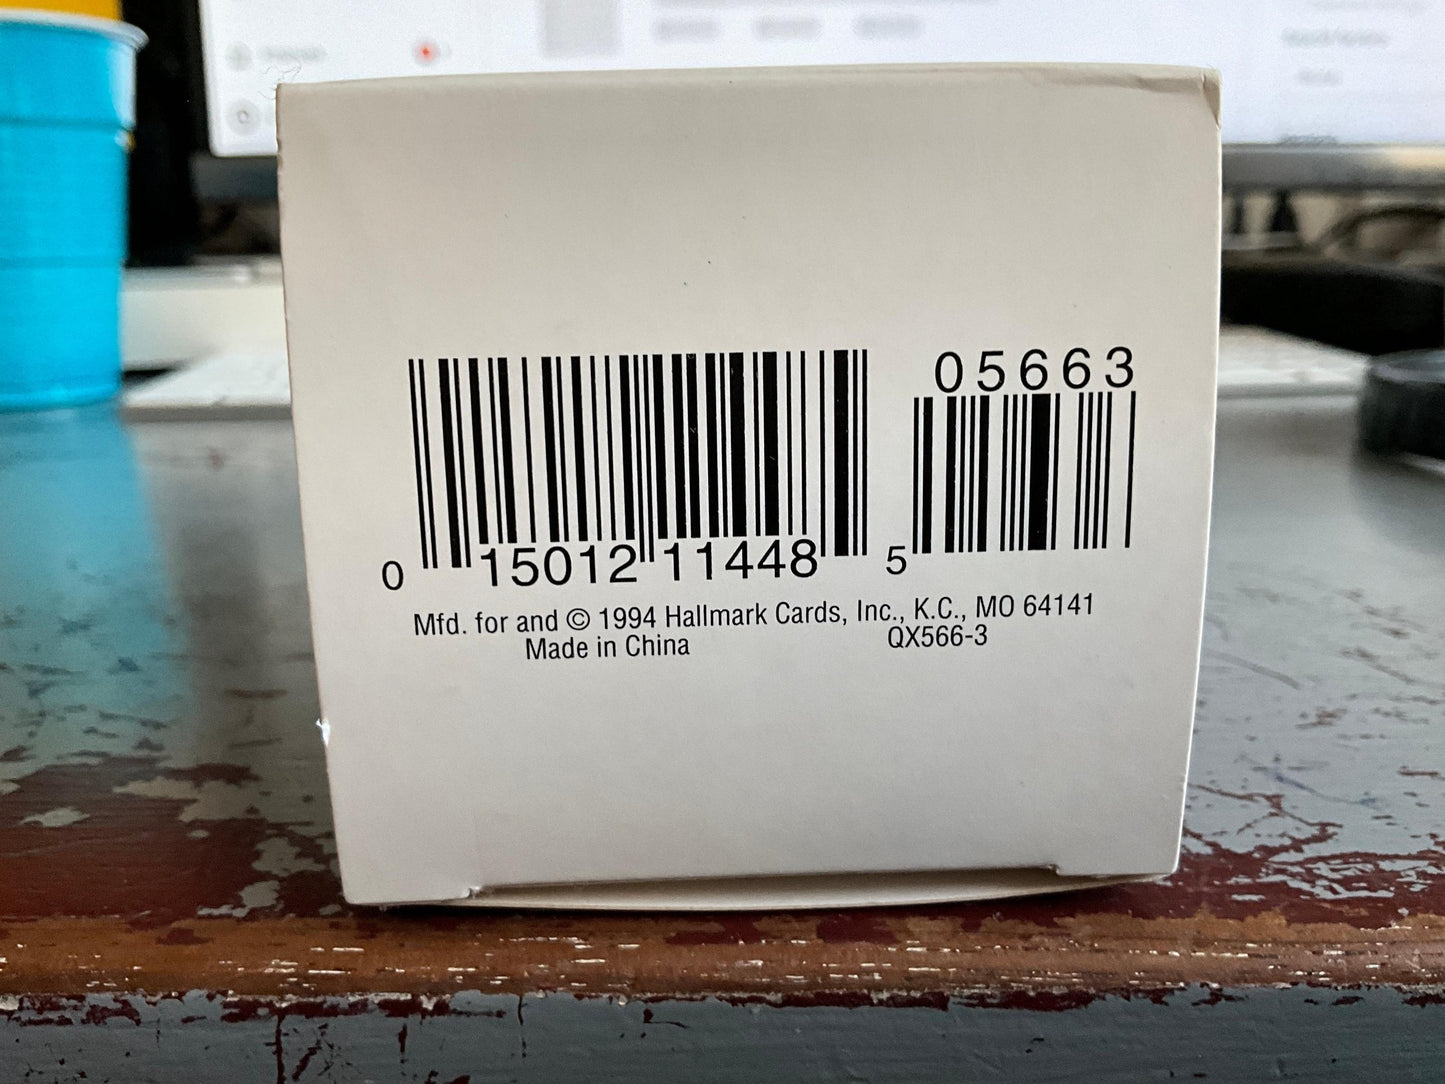 05663
0 15012 11448 5
Mfd. for and © 1994 Hallmark Cards, Inc., K.C., MO 64141
Made in China QX566-3